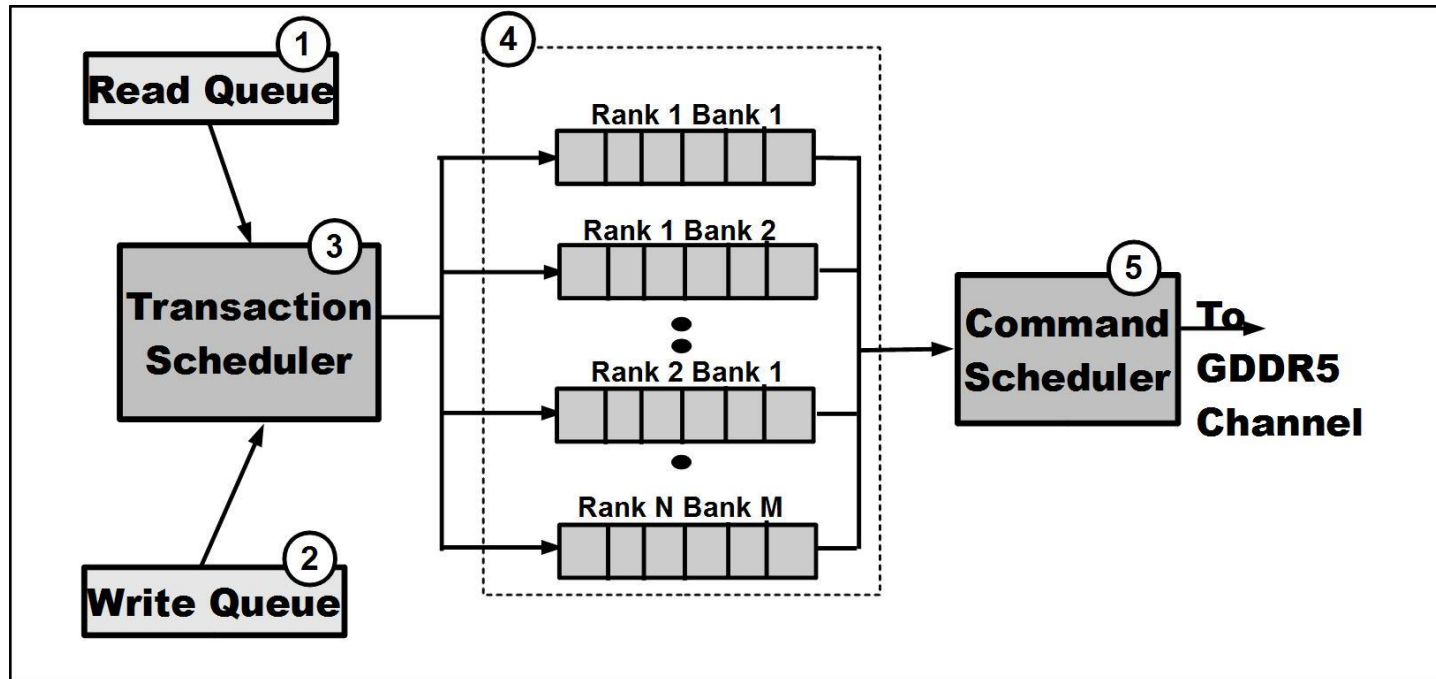 1
Read Queue
2
Write Queue
3
Transaction
Scheduler
4
Rank 1 Bank 1
Rank 1 Bank 2
Rank 2 Bank 1
Rank N Bank M
5
Command
Scheduler
To
GDDR5
Channel